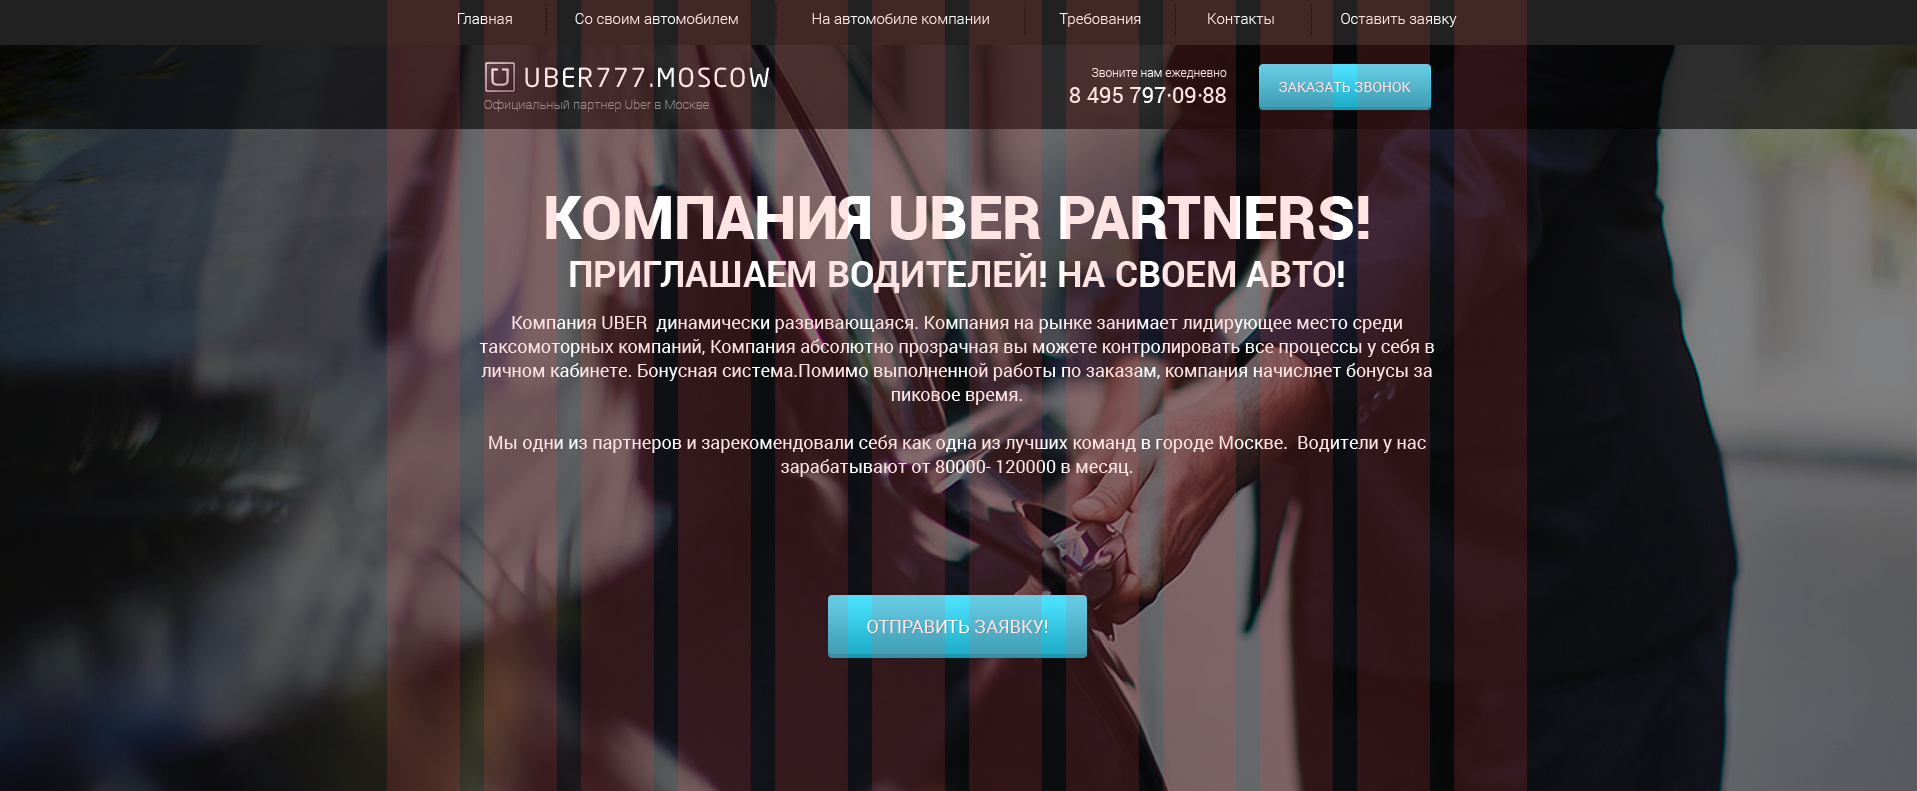 Главная Со своим автомобилем На автомобиле компании Требования Контакты Оставить заявку
UBER777.MOSCOW
Официальный партнер Uber в Москве
Звоните нам ежедневно
8 495 797·09·88
ЗАКАЗАТЬ ЗВОНОК
КОМПАНИЯ UBER PARTNERS!
ПРИГЛАШАЕМ ВОДИТЕЛЕЙ! НА СВОЕМ АВТО!
Компания UBER динамически развивающаяся. Компания на рынке занимает лидирующее место среди
таксомоторных компаний, Компания абсолютно прозрачная вы можете контролировать все процессы у себя в
личном кабинете. Бонусная система.Помимо выполненной работы по заказам, компания начисляет бонусы за
пиковое время.
Мы одни из партнеров и зарекомендовали себя как одна из лучших команд в городе Москве. Водители у нас
зарабатывают от 80000- 120000 в месяц.
ОТПРАВИТЬ ЗАЯВКУ!